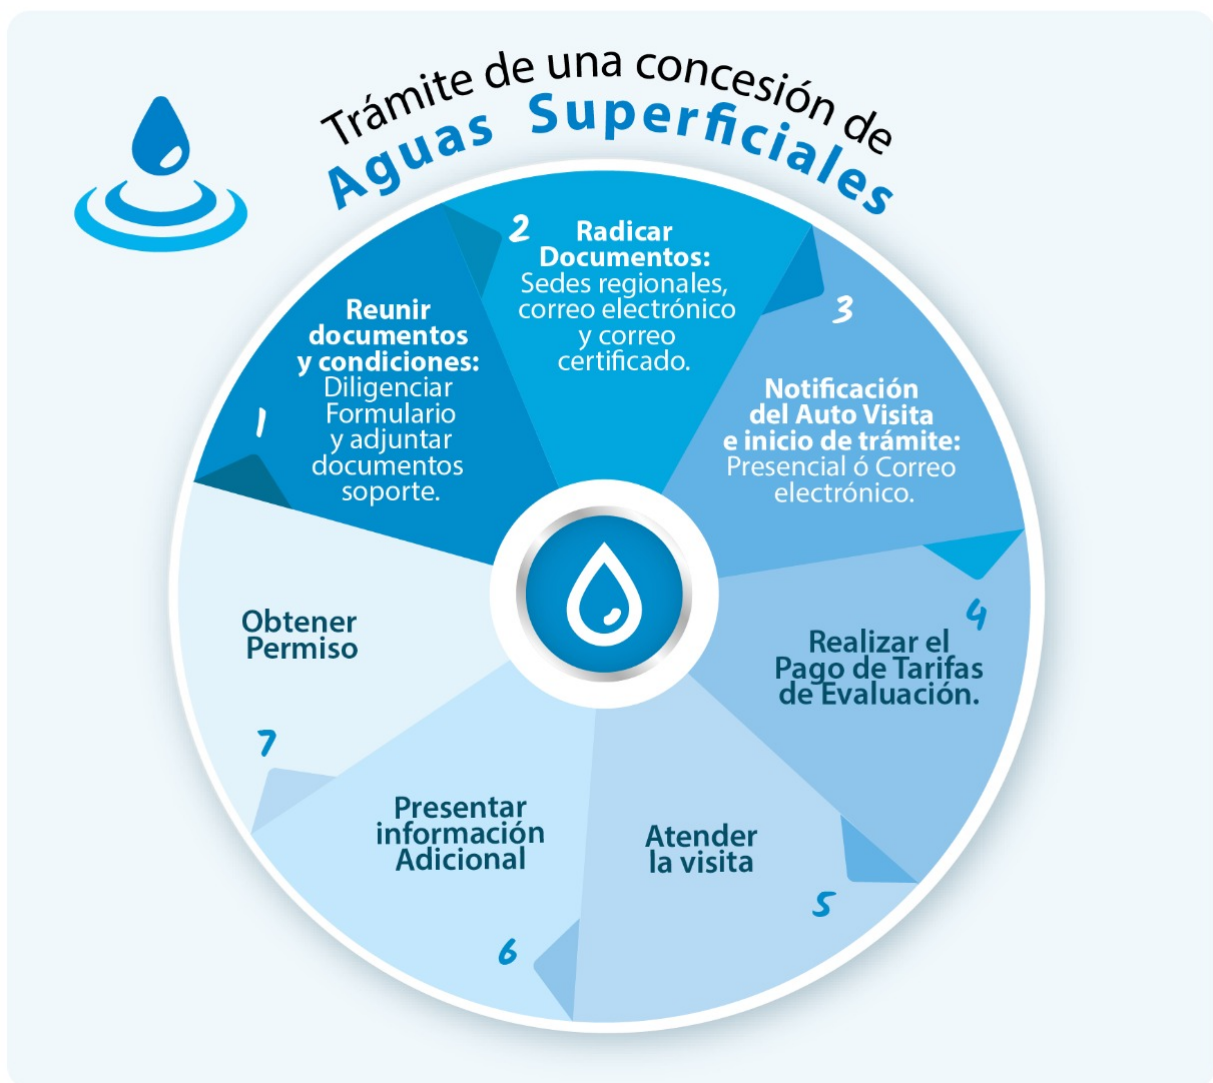 Trámite de una concesión de
Aguas Superficiales
1
Reunir
documentos
y condiciones:
Diligenciar
Formulario
y adjuntar
documentos
soporte.
2
Radicar
Documentos:
Sedes regionales,
correo electrónico
y correo
certificado.
3
Notificación
del Auto Visita
e inicio de trámite:
Presencial ó Correo
electrónico.
4
Realizar el
Pago de Tarifas
de Evaluación.
5
Atender
la visita
6
Presentar
información
Adicional
7
Obtener
Permiso